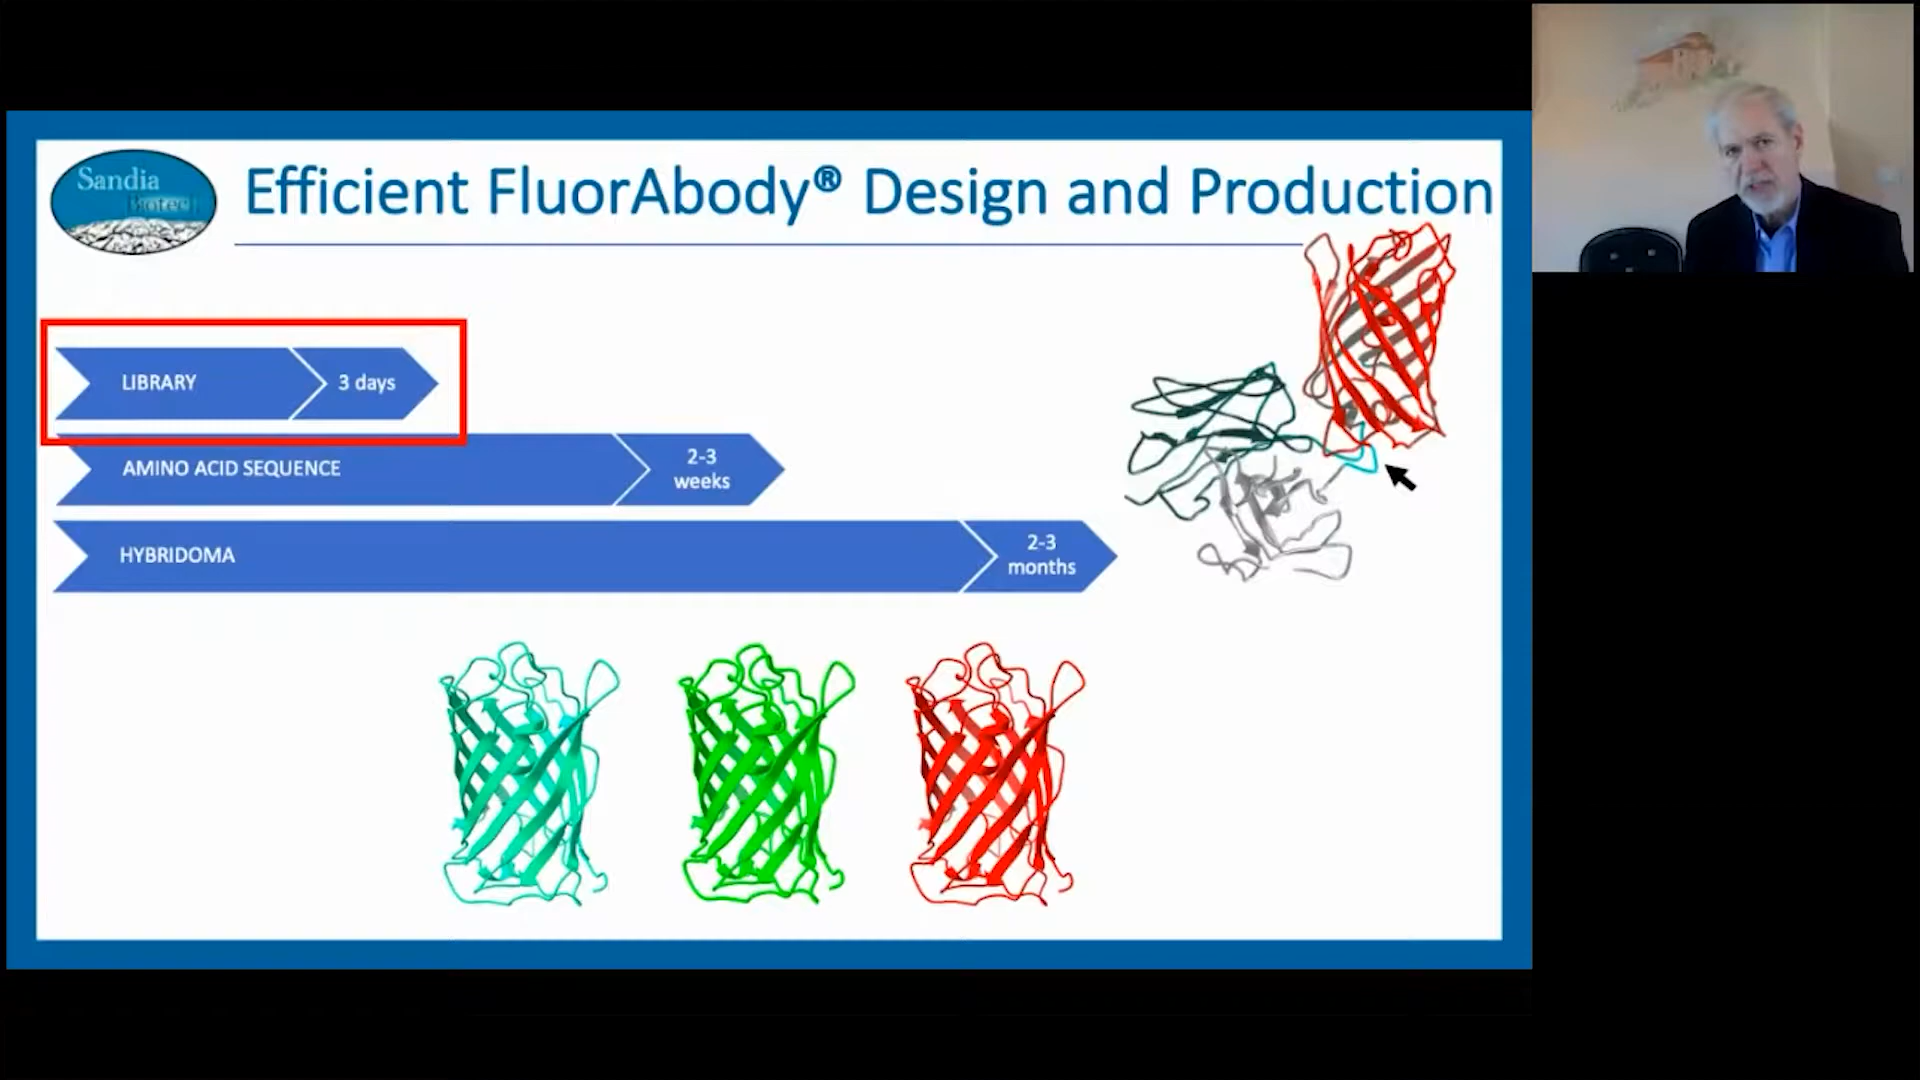 Sandia
Biotech
Efficient FluorAbody® Design and Production
LIBRARY
3 days
AMINO ACID SEQUENCE
2-3
weeks
HYBRIDOMA
2-3
months